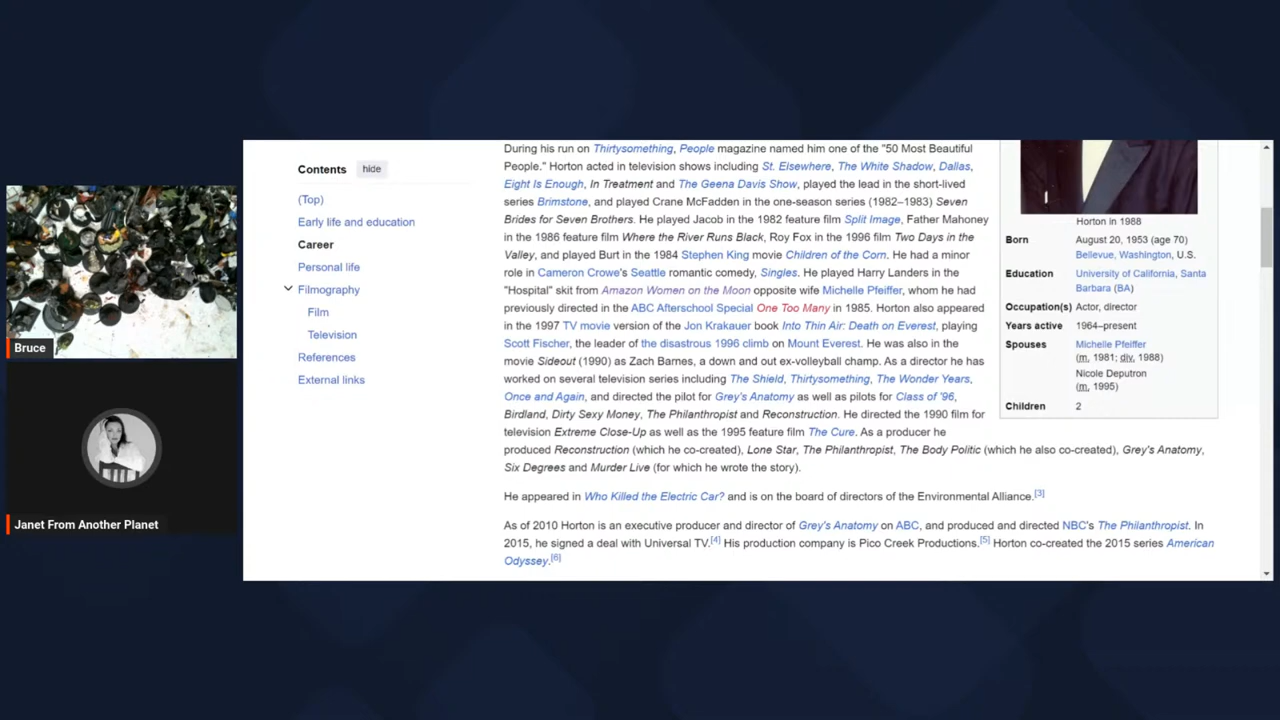 Bruce
Janet From Another Planet
Contents hide
(Top)
Early life and education
Career
Personal life
Filmography
Film
Television
References
External links
During his run on Thirtysomething, People magazine named him one of the "50 Most Beautiful
People." Horton acted in television shows including St. Elsewhere, The White Shadow, Dallas,
Eight Is Enough, In Treatment and The Geena Davis Show, played the lead in the short-lived
series Brimstone, and played Crane McFadden in the one-season series (1982–1983) Seven
Brides for Seven Brothers. He played Jacob in the 1982 feature film Split Image, Father Mahoney
in the 1986 feature film Where the River Runs Black, Roy Fox in the 1996 film Two Days in the
Valley, and played Burt in the 1984 Stephen King movie Children of the Corn. He had a minor
role in Cameron Crowe's Seattle romantic comedy, Singles. He played Harry Landers in the
"Hospital" skit from Amazon Women on the Moon opposite wife Michelle Pfeiffer, whom he had
previously directed in the ABC Afterschool Special One Too Many in 1985. Horton also appeared
in the 1997 TV movie version of the Jon Krakauer book Into Thin Air: Death on Everest, playing
Scott Fischer, the leader of the disastrous 1996 climb on Mount Everest. He was also in the
movie Sideout (1990) as Zach Barnes, a down and out ex-volleyball champ. As a director he has
worked on several television series including The Shield, Thirtysomething, The Wonder Years,
Once and Again, and directed the pilot for Grey's Anatomy as well as pilots for Class of '96,
Birdland, Dirty Sexy Money, The Philanthropist and Reconstruction. He directed the 1990 film for
television Extreme Close-Up as well as the 1995 feature film The Cure. As a producer he
produced Reconstruction (which he co-created), Lone Star, The Philanthropist, The Body Politic (which he also co-created), Grey's Anatomy,
Six Degrees and Murder Live (for which he wrote the story).
He appeared in Who Killed the Electric Car? and is on the board of directors of the Environmental Alliance.[3]
As of 2010 Horton is an executive producer and director of Grey's Anatomy on ABC, and produced and directed NBC's The Philanthropist. In
2015, he signed a deal with Universal TV.[4] His production company is Pico Creek Productions.[5] Horton co-created the 2015 series American
Odyssey.[6]
Horton in 1988
Born August 20, 1953 (age 70)
Bellevue, Washington, U.S.
Education University of California, Santa
Barbara (BA)
Occupation(s) Actor, director
Years active 1964–present
Spouses Michelle Pfeiffer
(m. 1981; div. 1988)
Nicole Deputron
(m. 1995)
Children 2